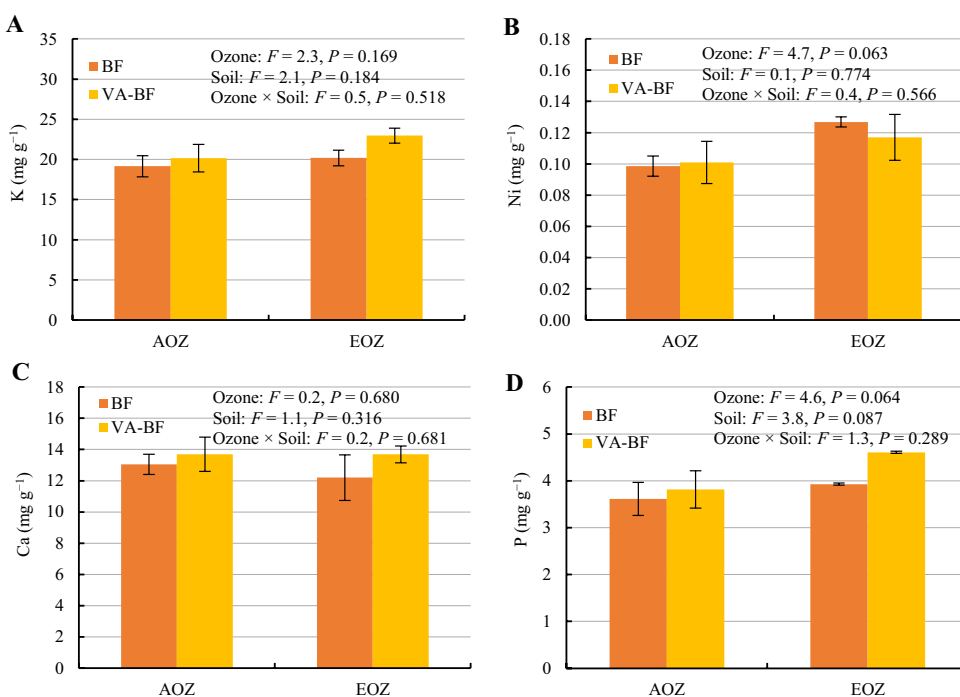 A
K (mg g⁻¹)
35
30
25
20
15
10
5
0
BF
VA-BF
Ozone: F = 2.3, P = 0.169
Soil: F = 2.1, P = 0.184
Ozone × Soil: F = 0.5, P = 0.518
AOZ EOZ
B
Ni (mg g⁻¹)
0.18
0.16
0.14
0.12
0.10
0.08
0.06
0.04
0.02
0.00
BF
VA-BF
Ozone: F = 4.7, P = 0.063
Soil: F = 0.1, P = 0.774
Ozone × Soil: F = 0.4, P = 0.566
AOZ EOZ
C
Ca (mg g⁻¹)
18
16
14
12
10
8
6
4
2
0
BF
VA-BF
Ozone: F = 0.2, P = 0.680
Soil: F = 1.1, P = 0.316
Ozone × Soil: F = 0.2, P = 0.681
AOZ EOZ
D
P (mg g⁻¹)
6
5
4
3
2
1
0
BF
VA-BF
Ozone: F = 4.6, P = 0.064
Soil: F = 3.8, P = 0.087
Ozone × Soil: F = 1.3, P = 0.289
AOZ EOZ